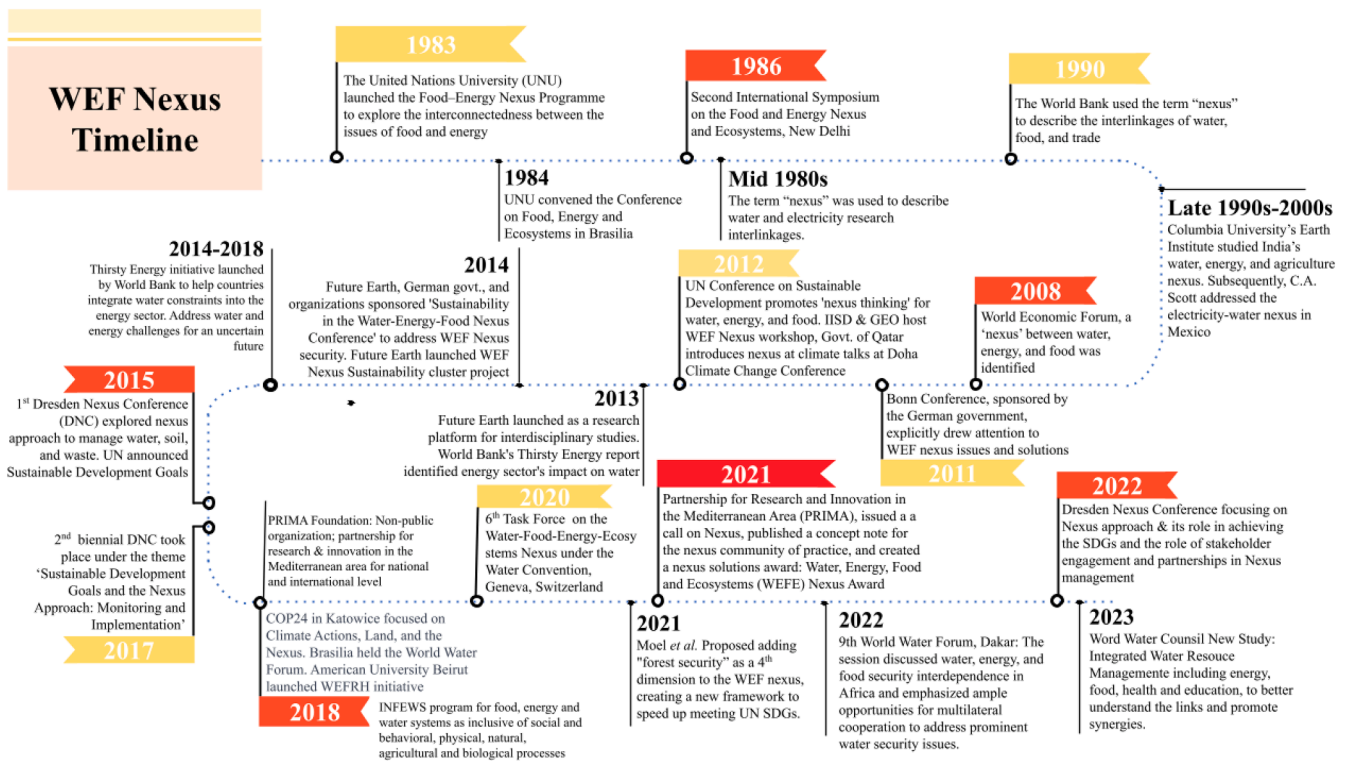 WEF Nexus
Timeline
1983
The United Nations University (UNU)
launched the Food–Energy Nexus Programme
to explore the interconnectedness between the
issues of food and energy
1984
UNU convened the Conference
on Food, Energy and
Ecosystems in Brasilia
1986
Second International Symposium
on the Food and Energy Nexus
and Ecosystems, New Delhi
Mid 1980s
The term “nexus” was used to describe
water and electricity research
interlinkages.
1990
The World Bank used the term “nexus”
to describe the interlinkages of water,
food, and trade
Late 1990s-2000s
Columbia University’s Earth
Institute studied India’s
water, energy, and agriculture
nexus. Subsequently, C.A.
Scott addressed the
electricity-water nexus in
Mexico
2008
World Economic Forum, a
‘nexus’ between water,
energy, and food was
identified
Bonn Conference, sponsored by
the German government,
explicitly drew attention to
WEF nexus issues and solutions
2011
2012
UN Conference on Sustainable
Development promotes 'nexus thinking' for
water, energy, and food. IISD & GEO host
WEF Nexus workshop, Govt. of Qatar
introduces nexus at climate talks at Doha
Climate Change Conference
2013
Future Earth launched as a research
platform for interdisciplinary studies.
World Bank's Thirsty Energy report
identified energy sector's impact on water
2014
Future Earth, German govt., and
organizations sponsored 'Sustainability
in the Water-Energy-Food Nexus
Conference' to address WEF Nexus
security. Future Earth launched WEF
Nexus Sustainability cluster project
2014-2018
Thirsty Energy initiative launched
by World Bank to help countries
integrate water constraints into the
energy sector. Address water and
energy challenges for an uncertain
future
2015
1st Dresden Nexus Conference
(DNC) explored nexus
approach to manage water, soil,
and waste. UN announced
Sustainable Development Goals
2nd biennial DNC took
place under the theme
‘Sustainable Development
Goals and the Nexus
Approach: Monitoring and
Implementation’
2017
PRIMA Foundation: Non-public
organization; partnership for
research & innovation in the
Mediterranean area for national
and international level
COP24 in Katowice focused on
Climate Actions, Land, and the
Nexus. Brasilia held the World Water
Forum. American University Beirut
launched WEFRH initiative
2018
INFEWS program for food, energy and
water systems as inclusive of social and
behavioral, physical, natural,
agricultural and biological processes
2020
6th Task Force on the
Water-Food-Energy-Ecosy
stems Nexus under the
Water Convention,
Geneva, Switzerland
2021
Moel et al. Proposed adding
"forest security” as a 4th
dimension to the WEF nexus,
creating a new framework to
speed up meeting UN SDGs.
2021
Partnership for Research and Innovation in
the Mediterranean Area (PRIMA), issued a a
call on Nexus, published a concept note for
the nexus community of practice, and created
a nexus solutions award: Water, Energy, Food
and Ecosystems (WEFE) Nexus Award
2022
9th World Water Forum, Dakar: The
session discussed water, energy, and
food security interdependence in
Africa and emphasized ample
opportunities for multilateral
cooperation to address prominent
water security issues.
2022
Dresden Nexus Conference focusing on
Nexus approach & its role in achieving
the SDGs and the role of stakeholder
engagement and partnerships in Nexus
management
2023
Word Water Counsil New Study:
Integrated Water Resouce
Managemente including energy,
food, health and education, to better
understand the links and promote
synergies.